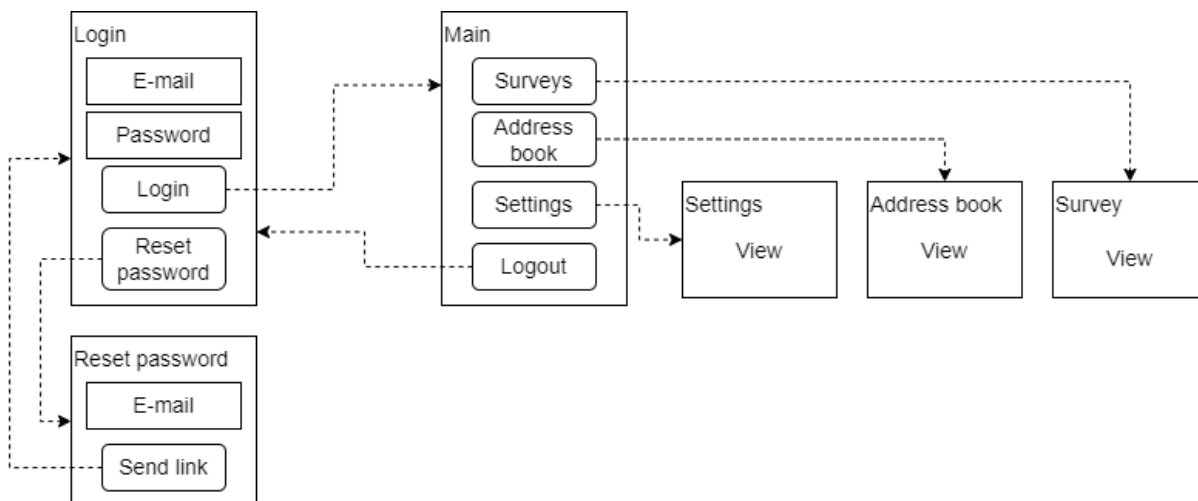 Login
E-mail
Password
Login
Reset
password
Main
Surveys
Address
book
Settings
Logout
Settings
View
Address book
View
Survey
View
Reset password
E-mail
Send link